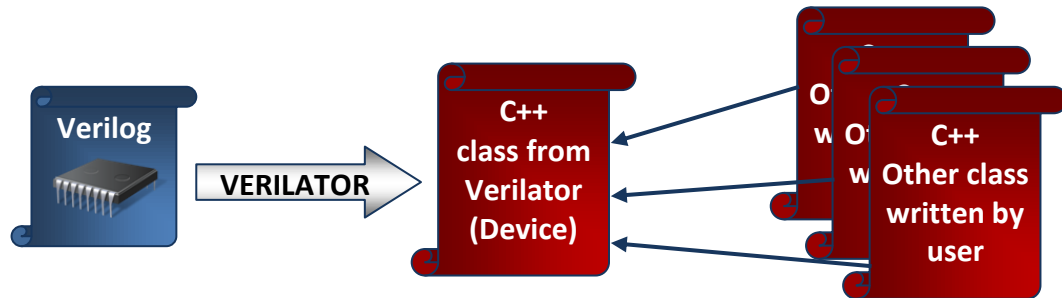 Verilog
VERILATOR
C++
class from
Verilator
(Device)
C++
Other class
written by
user